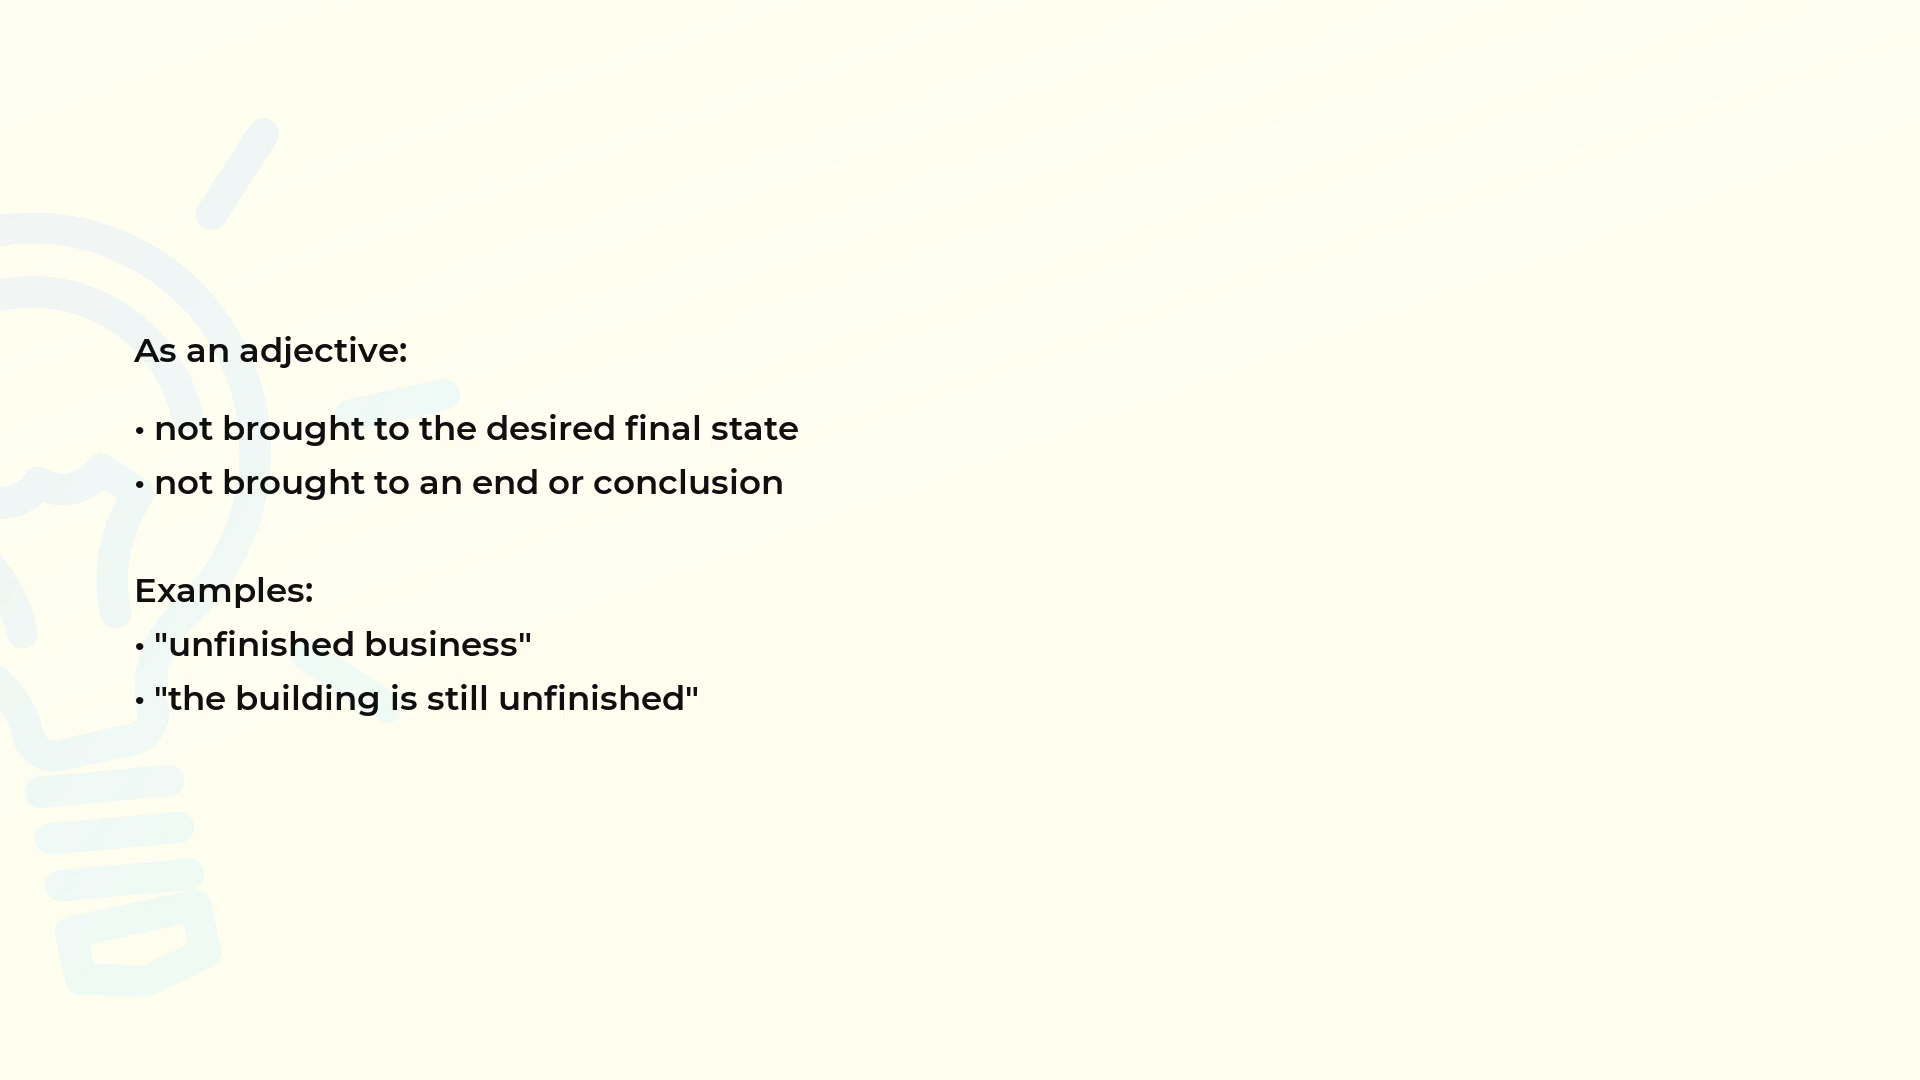 As an adjective:
• not brought to the desired final state
• not brought to an end or conclusion
Examples:
• "unfinished business"
• "the building is still unfinished"